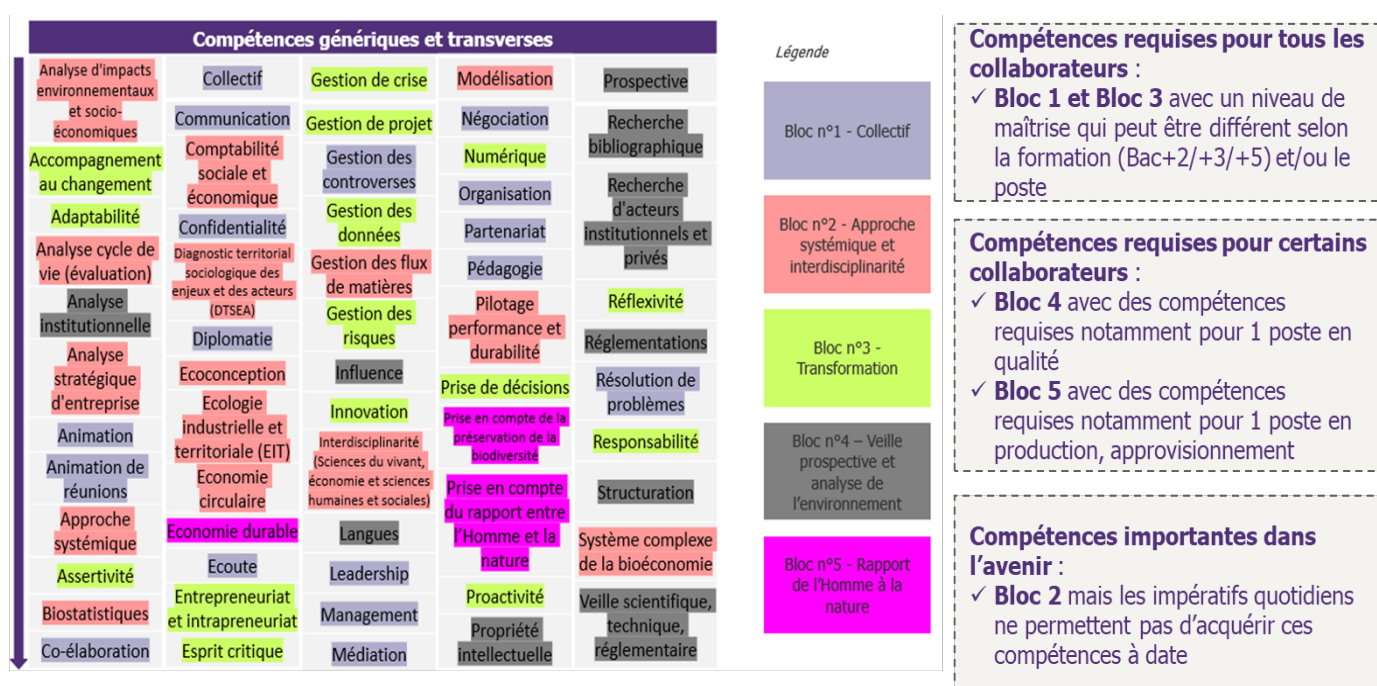 Compétences génériques et transverses
Analyse d'impacts
environnementaux
et socio-
économiques
Accompagnement
au changement
Adaptabilité
Analyse cycle de
vie (évaluation)
Analyse
institutionnelle
Analyse
stratégique
d'entreprise
Animation
Animation de
réunions
Approche
systémique
Assertivité
Biostatistiques
Co-élaboration
Collectif
Communication
Comptabilité
sociale et
économique
Confidentialité
Diagnostic territorial
sociologique des
enjeux et des acteurs
(DTSEA)
Diplomatie
Ecoconception
Ecologie
industrielle et
territoriale (EIT)
Economie
circulaire
Economie durable
Ecoute
Entrepreneuriat
et intrapreneuriat
Esprit critique
Gestion de crise
Gestion de projet
Gestion des
controverses
Gestion des
données
Gestion des flux
de matières
Gestion des
risques
Influence
Innovation
Interdisciplinarité
(Sciences du vivant,
économie et sciences
humaines et sociales)
Langues
Leadership
Management
Médiation
Modélisation
Négociation
Numérique
Organisation
Partenariat
Pédagogie
Pilotage
performance et
durabilité
Prise de décisions
Prise en compte de la
préservation de la
biodiversité
Prise en compte
du rapport entre
l'Homme et la
nature
Proactivité
Propriété
intellectuelle
Prospective
Recherche
bibliographique
Recherche
d'acteurs
institutionnels et
privés
Réflexivité
Réglementations
Résolution de
problèmes
Responsabilité
Structuration
Système complexe
de la bioéconomie
Veille scientifique,
technique,
réglementaire
Légende
Bloc n°1 - Collectif
Bloc n°2 - Approche
systémique et
interdisciplinarité
Bloc n°3 -
Transformation
Bloc n°4 – Veille
prospective et
analyse de
l'environnement
Bloc n°5 - Rapport
de l'Homme à la
nature
Compétences requises pour tous les
collaborateurs :
✓ Bloc 1 et Bloc 3 avec un niveau de
maîtrise qui peut être différent selon
la formation (Bac+2/+3/+5) et/ou le
poste
Compétences requises pour certains
collaborateurs :
✓ Bloc 4 avec des compétences
requises notamment pour 1 poste en
qualité
✓ Bloc 5 avec des compétences
requises notamment pour 1 poste en
production, approvisionnement
Compétences importantes dans
l'avenir :
✓ Bloc 2 mais les impératifs quotidiens
ne permettent pas d'acquérir ces
compétences à date